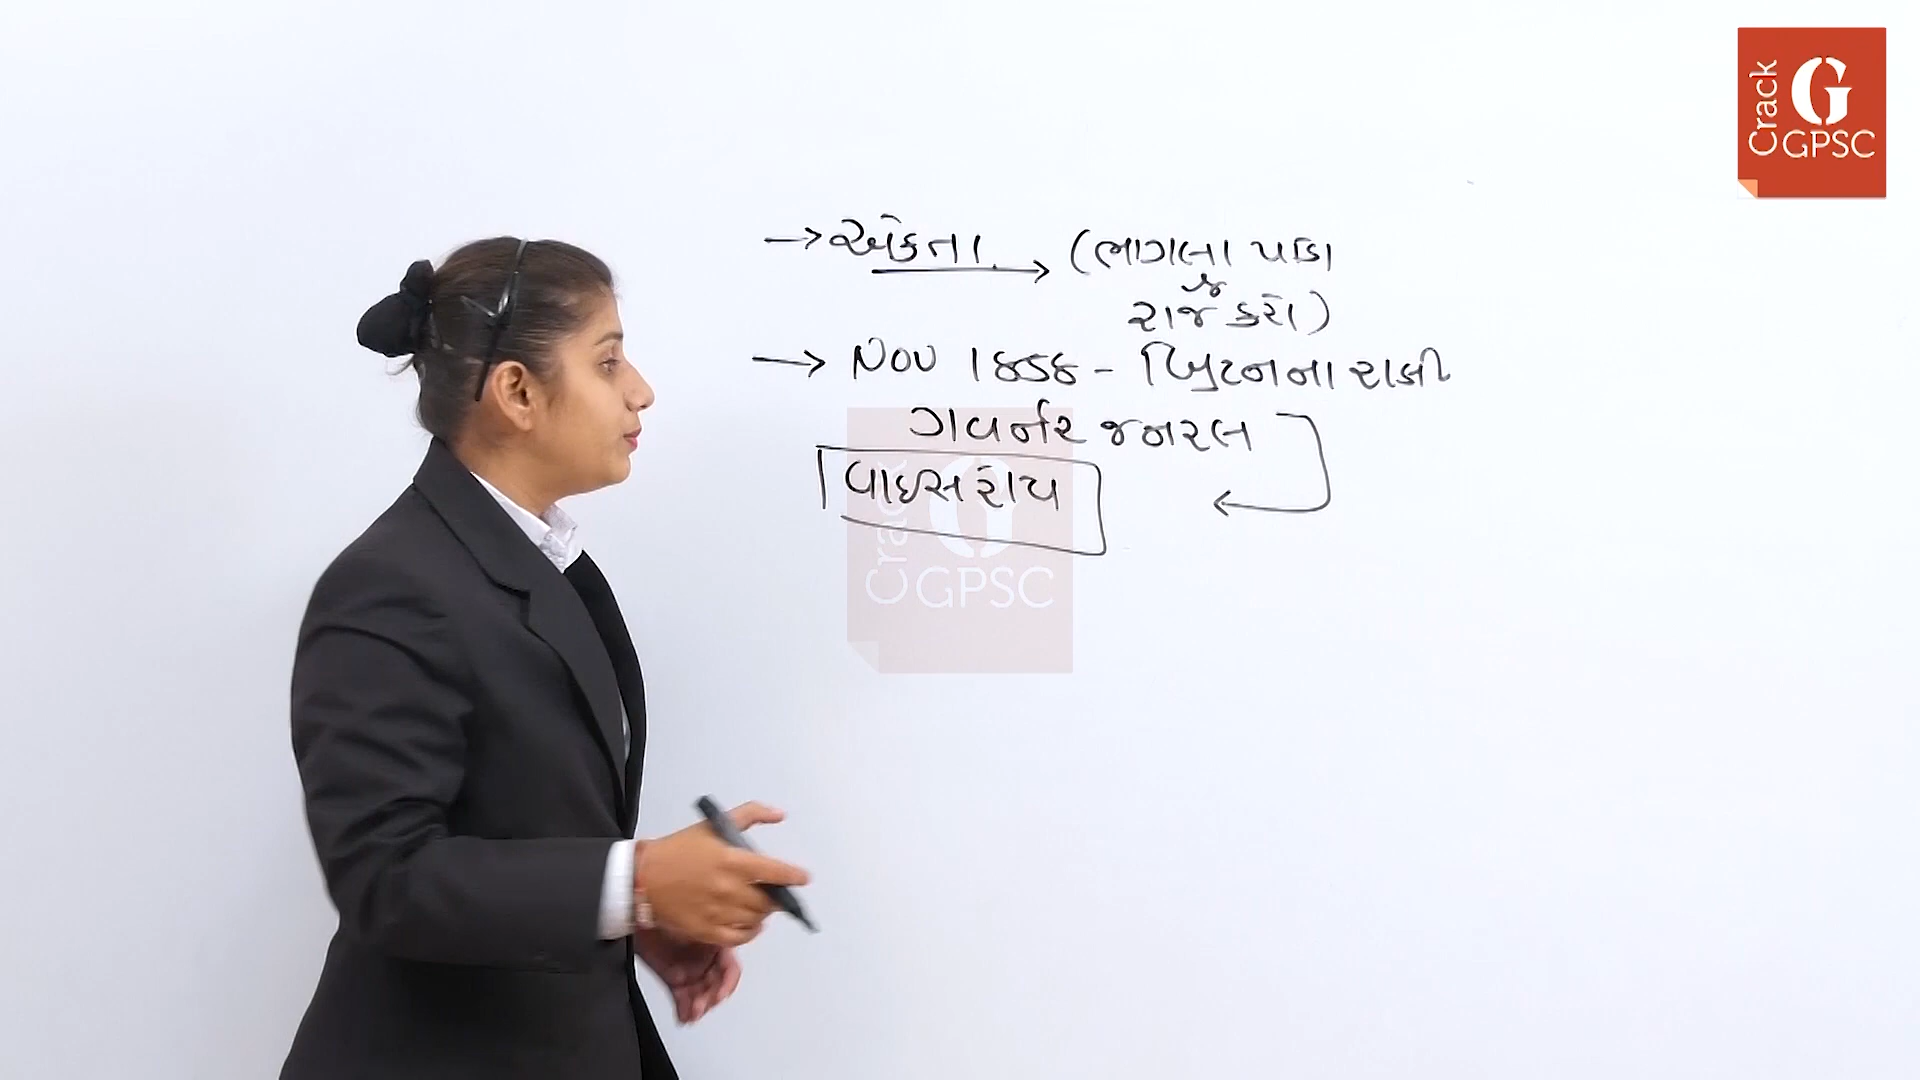 → એકતા → (ભાગલા પાડો
રાજ કરો)
→ Nov 1858 - બ્રિટનના રાણી
ગવર્નર જનરલ
વાઇસરોય
Crack
G
GPSC
Crack
G
GPSC